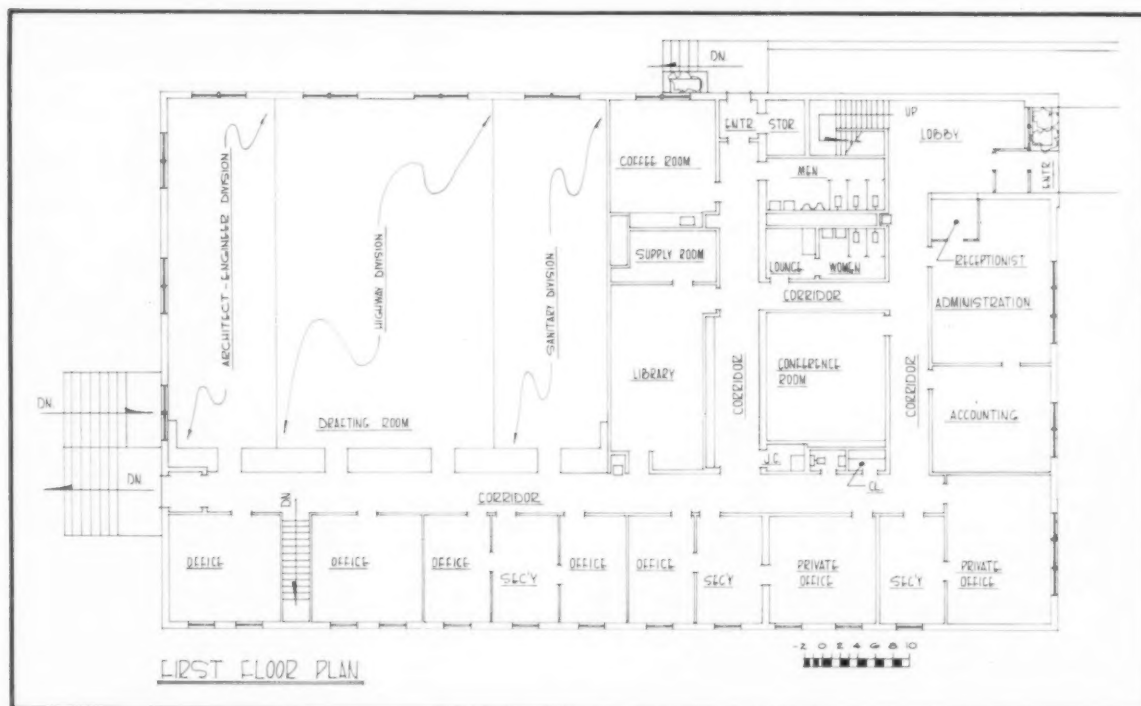 DN.
UP
ENTR
STOR
LOBBY
COFFEE ROOM
MEN
ENTR
ARCHITECT - ENGINEER DIVISION
HIGHWAY DIVISION
SANITARY DIVISION
SUPPLY ROOM
LOUNGE
WOMEN
RECEPTIONIST
CORRIDOR
ADMINISTRATION
LIBRARY
CORRIDOR
CONFERENCE
ROOM
CORRIDOR
ACCOUNTING
DN.
DRAFTING ROOM
J.C.
CL.
DN.
CORRIDOR
DN
OFFICE
OFFICE
OFFICE
SEC'Y
OFFICE
OFFICE
SEC'Y
PRIVATE
OFFICE
SEC'Y
PRIVATE
OFFICE
-2 0 2 4 6 8 10
FIRST FLOOR PLAN